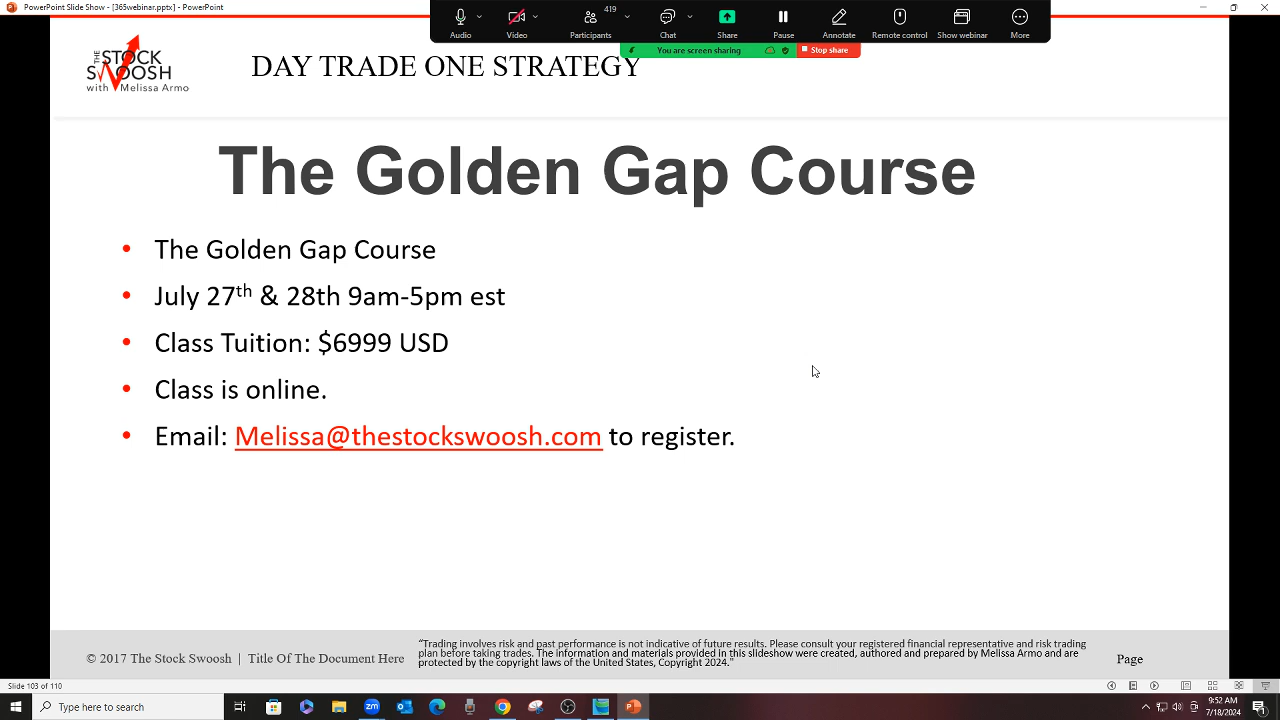 PowerPoint Slide Show - [365webinar.pptx] - PowerPoint
419
Audio
Video
Participants
Chat
Share
Pause
Annotate
Remote control
Show webinar
More
You are screen sharing
Stop share
THE STOCK
SWOOSH
with Melissa Armo
DAY TRADE ONE STRATEGY
The Golden Gap Course
• The Golden Gap Course
• July 27th & 28th 9am-5pm est
• Class Tuition: $6999 USD
• Class is online.
• Email: Melissa@thestockswoosh.com to register.
© 2017 The Stock Swoosh | Title Of The Document Here
"Trading involves risk and past performance is not indicative of future results. Please consult your registered financial representative and risk trading
plan before taking trades. The information and materials provided in this slideshow were created, authored and prepared by Melissa Armo and are
protected by the copyright laws of the United States, Copyright 2024."
Page
Slide 103 of 110
Type here to search
9:52 AM
7/18/2024